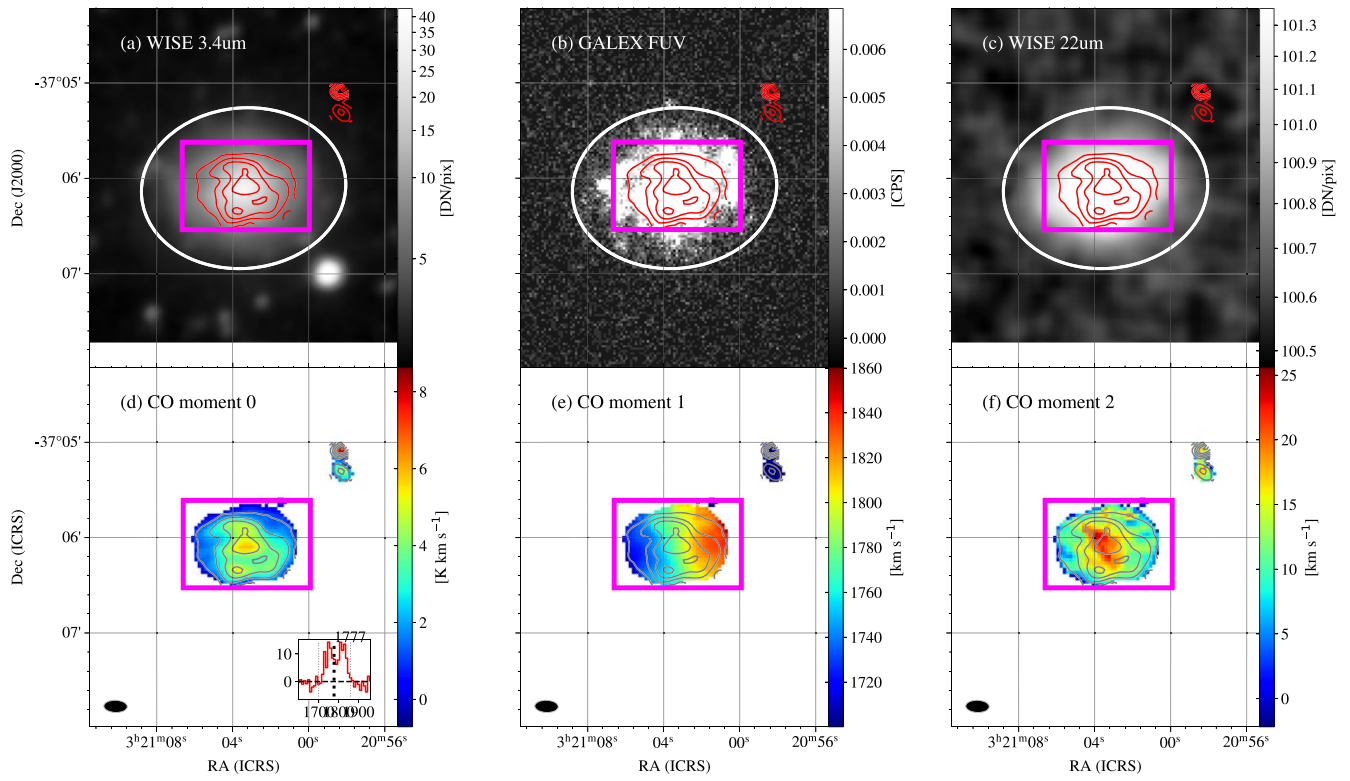 (a) WISE 3.4um
-37°05'
06'
07'
Dec (J2000)
40
35
30
25
20
15
10
5
[DN/pix]
(b) GALEX FUV
0.006
0.005
0.004
0.003
0.002
0.001
0.000
[CPS]
(c) WISE 22um
101.3
101.2
101.1
101.0
100.9
100.8
100.7
100.6
100.5
[DN/pix]
(d) CO moment 0
-37°05'
06'
07'
Dec (ICRS)
8
6
4
2
0
[K km s⁻¹]
1777
10
0
1700 1800 1900
3ʰ21ᵐ08ˢ 04ˢ 00ˢ 20ᵐ56ˢ
RA (ICRS)
(e) CO moment 1
1860
1840
1820
1800
1780
1760
1740
1720
[km s⁻¹]
3ʰ21ᵐ08ˢ 04ˢ 00ˢ 20ᵐ56ˢ
RA (ICRS)
(f) CO moment 2
25
20
15
10
5
0
[km s⁻¹]
3ʰ21ᵐ08ˢ 04ˢ 00ˢ 20ᵐ56ˢ
RA (ICRS)